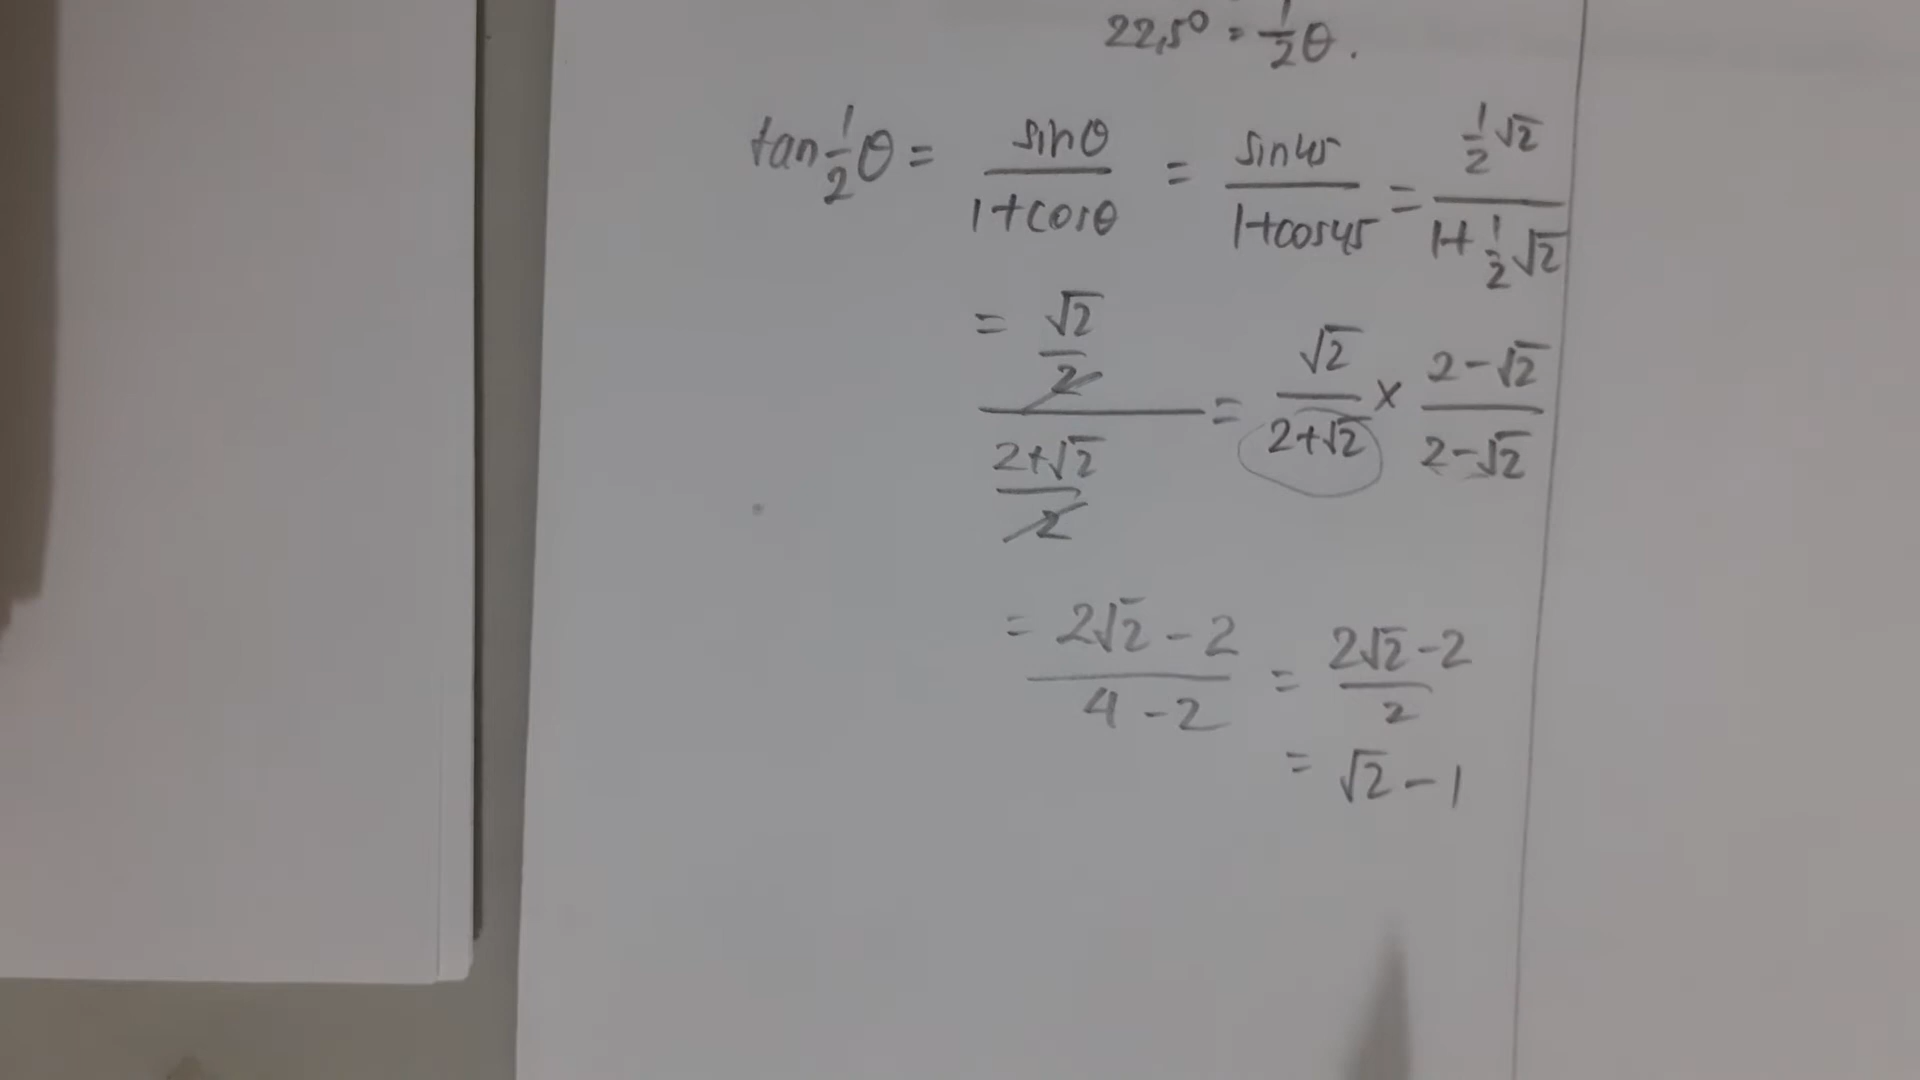 22,5° = 1/2 θ.
tan 1/2 θ = sin θ / 1 + cos θ = sin 45 / 1 + cos 45 = 1/2 √2 / 1 + 1/2 √2
= √2/2 / 2+√2/2 = √2 / 2+√2 × 2-√2 / 2-√2
= 2√2 - 2 / 4 - 2 = 2√2 - 2 / 2
= √2 - 1